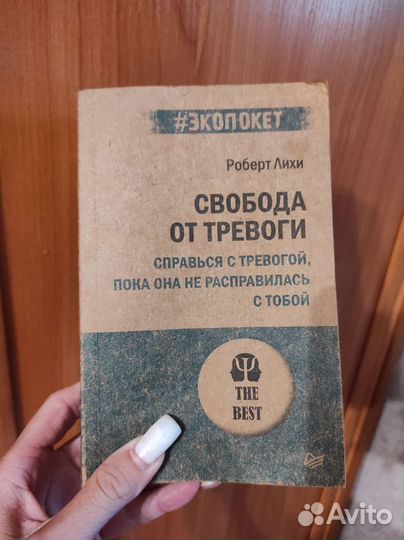 #ЭКОПОКЕТ
Роберт Лихи
СВОБОДА
ОТ ТРЕВОГИ
СПРАВЬСЯ С ТРЕВОГОЙ,
ПОКА ОНА НЕ РАСПРАВИЛАСЬ
С ТОБОЙ
Ψ
THE
BEST
Avito